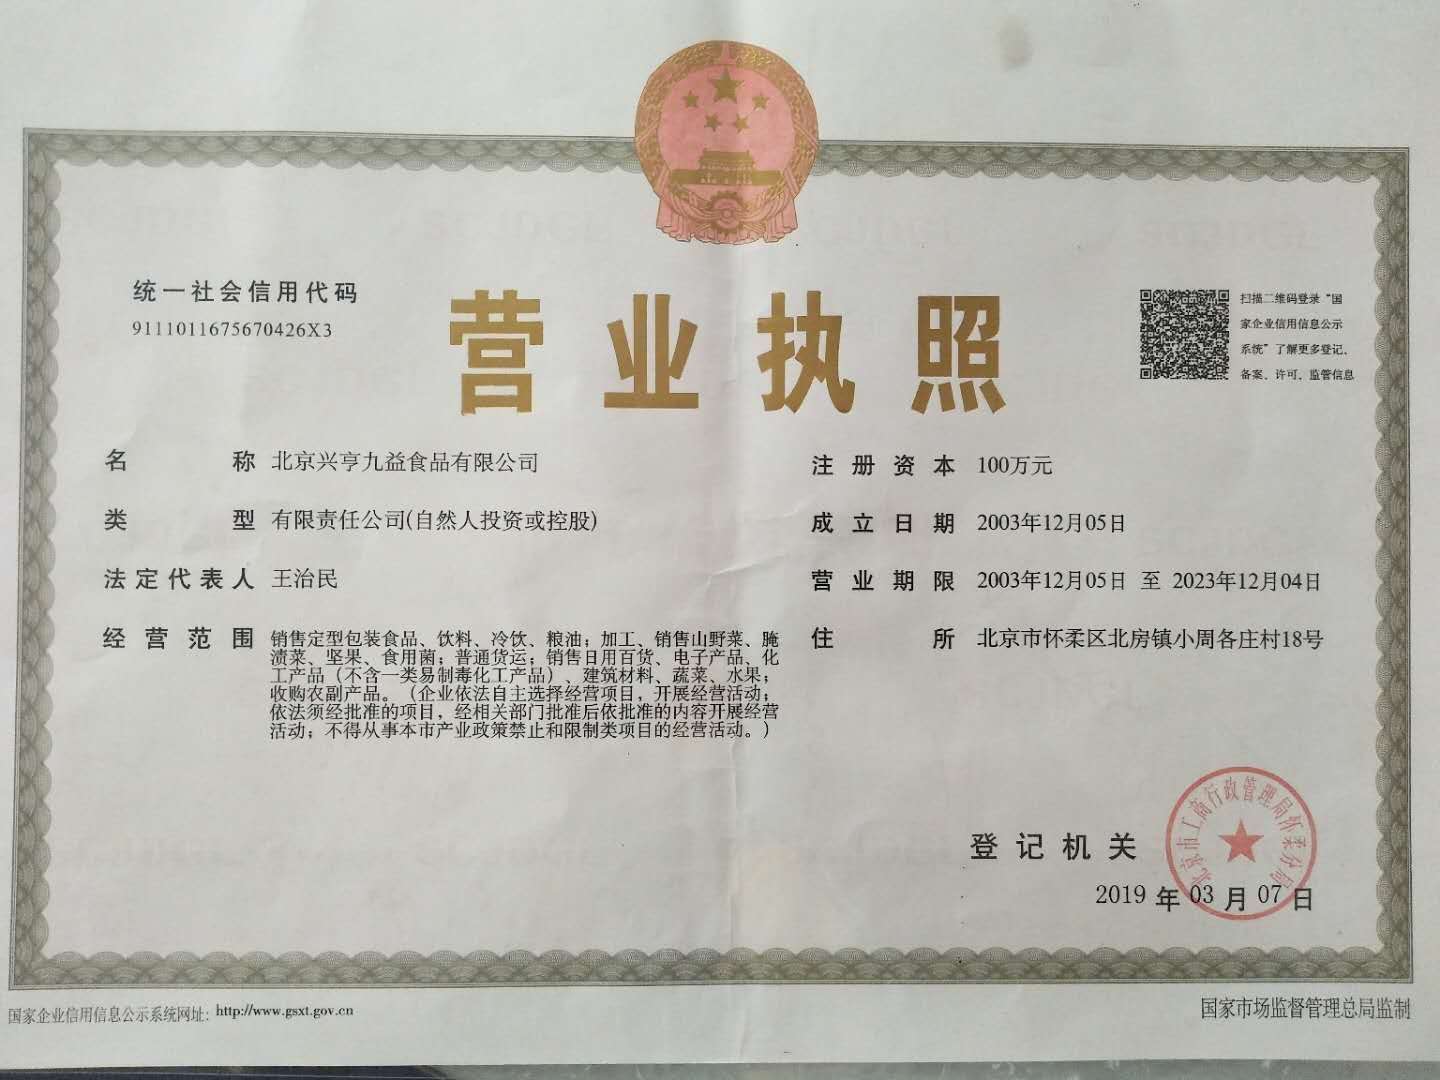 统一社会信用代码
9111011675670426X3
营业执照
扫描二维码登录“国
家企业信用信息公示
系统”了解更多登记、
备案、许可、监管信息
名称 北京兴亨九益食品有限公司
类型 有限责任公司(自然人投资或控股)
法定代表人 王治民
经营范围 销售定型包装食品、饮料、冷饮、粮油；加工、销售山野菜、腌
渍菜、坚果、食用菌；普通货运；销售日用百货、电子产品、化
工产品（不含一类易制毒化工产品）、建筑材料、蔬菜、水果；
收购农副产品。（企业依法自主选择经营项目，开展经营活动；
依法须经批准的项目，经相关部门批准后依批准的内容开展经营
活动；不得从事本市产业政策禁止和限制类项目的经营活动。）
注册资本 100万元
成立日期 2003年12月05日
营业期限 2003年12月05日 至 2023年12月04日
住所 北京市怀柔区北房镇小周各庄村18号
登记机关
北京市工商行政管理局怀柔分局
2019 年 03 月 07 日
国家企业信用信息公示系统网址：http://www.gsxt.gov.cn
国家市场监督管理总局监制